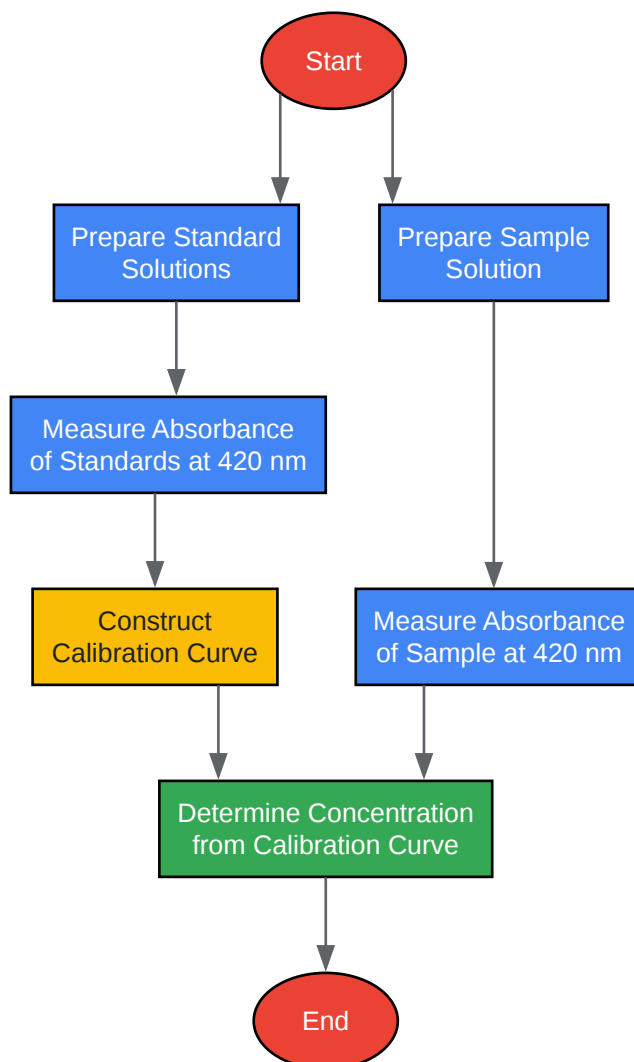 Start
Prepare Standard
Solutions
Prepare Sample
Solution
Measure Absorbance
of Standards at 420 nm
Construct
Calibration Curve
Measure Absorbance
of Sample at 420 nm
Determine Concentration
from Calibration Curve
End